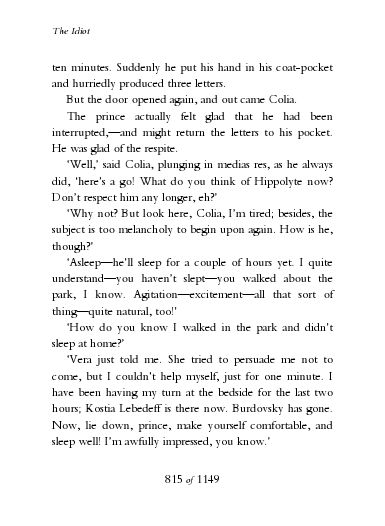 The Idiot
ten minutes. Suddenly he put his hand in his coat-pocket
and hurriedly produced three letters.
But the door opened again, and out came Colia.
The prince actually felt glad that he had been
interrupted,—and might return the letters to his pocket.
He was glad of the respite.
‘Well,’ said Colia, plunging in medias res, as he always
did, ‘here’s a go! What do you think of Hippolyte now?
Don’t respect him any longer, eh?’
‘Why not? But look here, Colia, I’m tired; besides, the
subject is too melancholy to begin upon again. How is he,
though?’
‘Asleep—he’ll sleep for a couple of hours yet. I quite
understand—you haven’t slept—you walked about the
park, I know. Agitation—excitement—all that sort of
thing—quite natural, too!’
‘How do you know I walked in the park and didn’t
sleep at home?’
‘Vera just told me. She tried to persuade me not to
come, but I couldn’t help myself, just for one minute. I
have been having my turn at the bedside for the last two
hours; Kostia Lebedeff is there now. Burdovsky has gone.
Now, lie down, prince, make yourself comfortable, and
sleep well! I’m awfully impressed, you know.’
815 of 1149